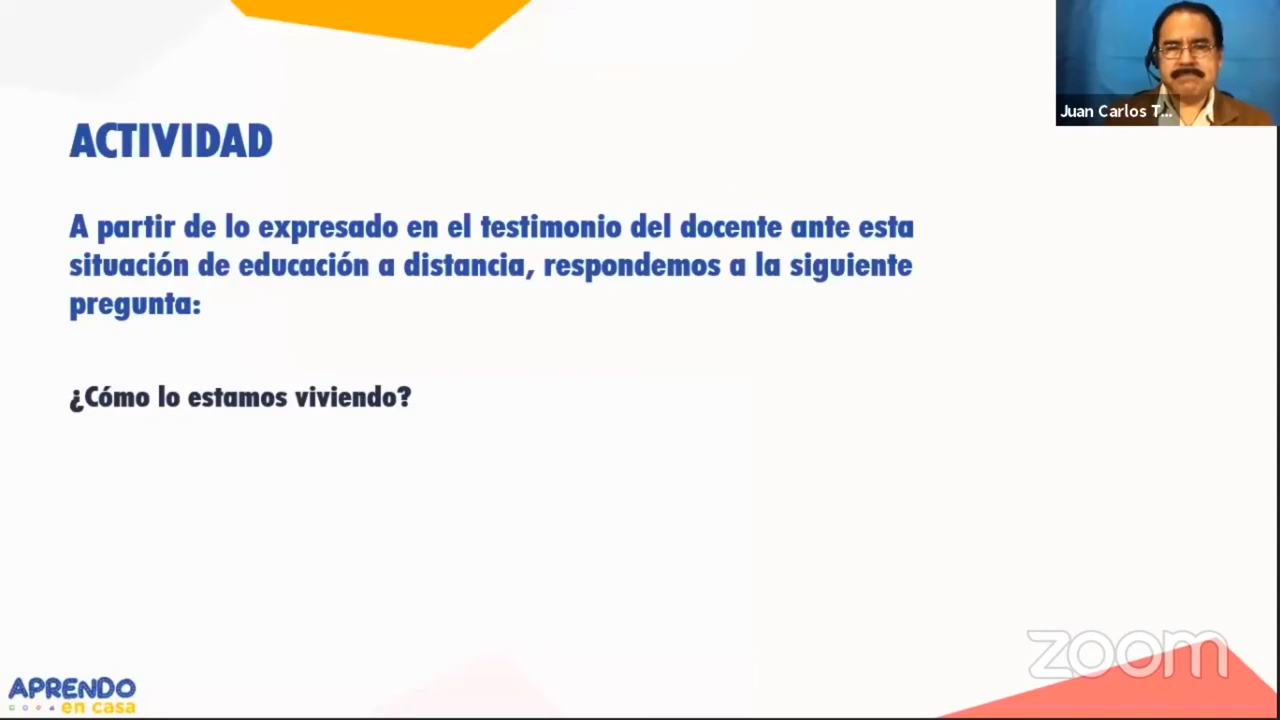 Juan Carlos T...
ACTIVIDAD
A partir de lo expresado en el testimonio del docente ante esta
situación de educación a distancia, respondemos a la siguiente
pregunta:
¿Cómo lo estamos viviendo?
zoom
APRENDO
en casa